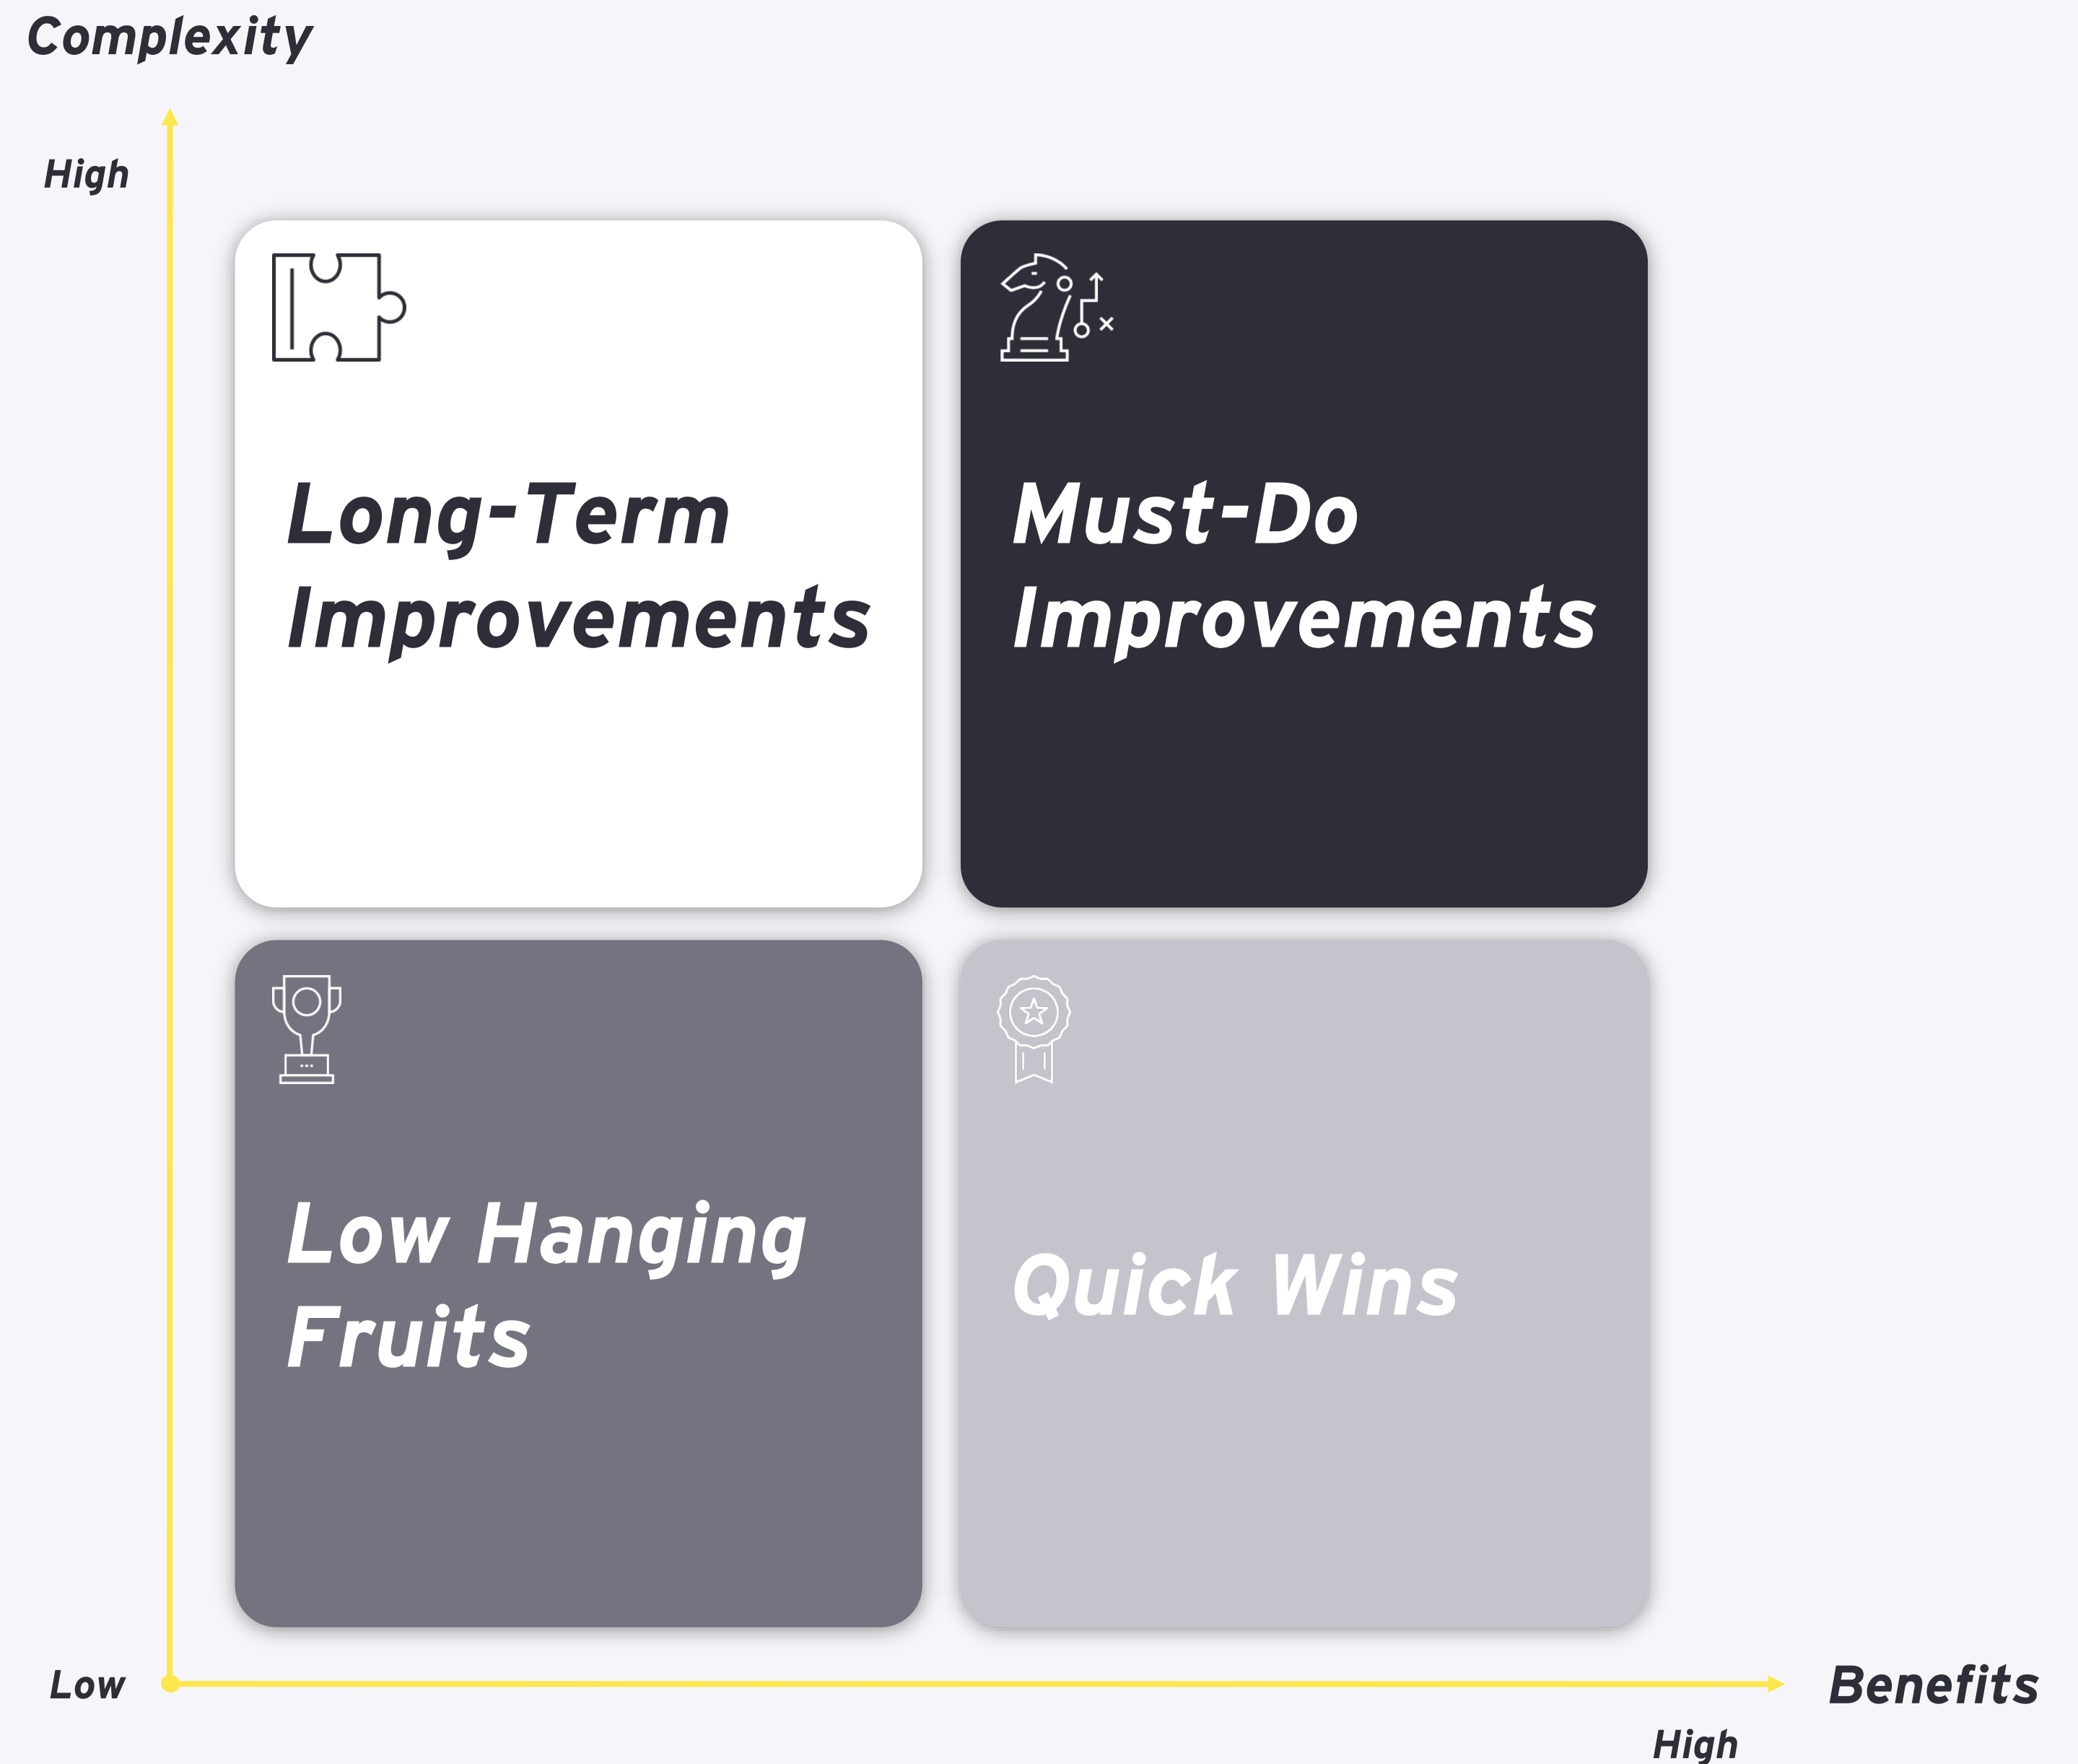 Complexity
High
Long-Term
Improvements
Must-Do
Improvements
Low Hanging
Fruits
Quick Wins
Low
Benefits
High